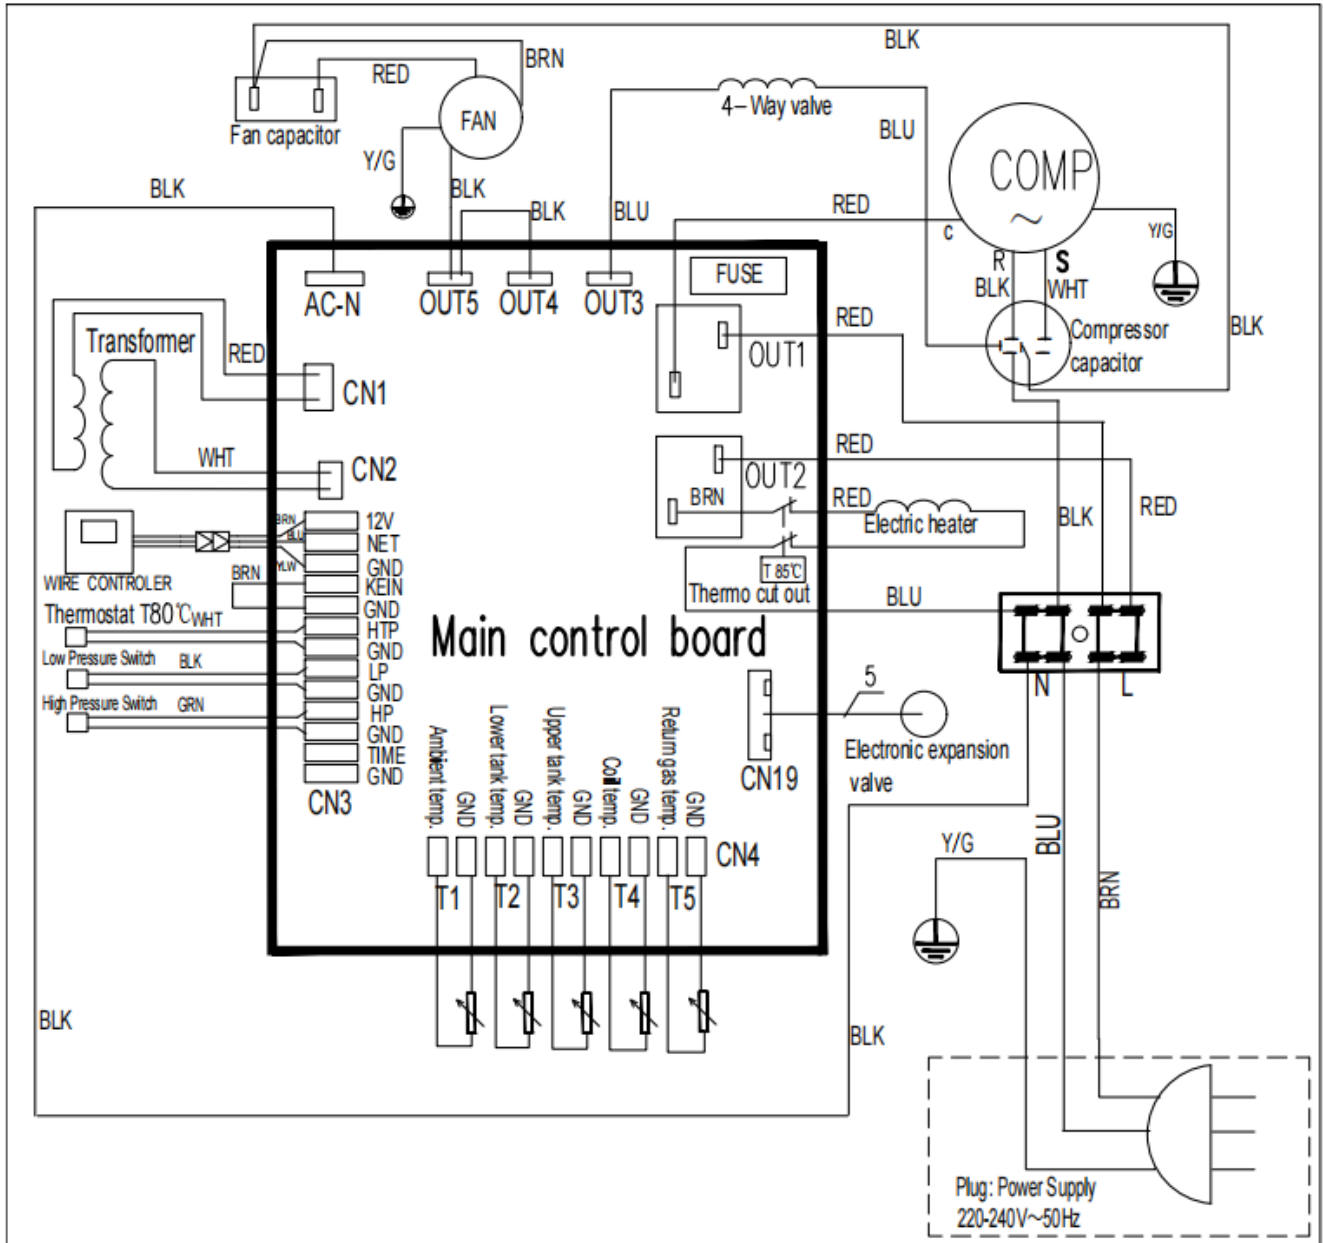 BLK
BRN
RED
Fan capacitor
FAN
Y/G
BLK
BLK
BLK
4-Way valve
BLU
BLU
COMP
~
RED
C
R
S
Y/G
BLK
WHT
Compressor
capacitor
BLK
AC-N
OUT5
OUT4
OUT3
FUSE
RED
OUT1
Transformer
RED
CN1
WHT
CN2
RED
OUT2
BRN
RED
Electric heater
BLK
RED
T 85℃
Thermo cut out
BLU
BRN
BLU
YLW
12V
NET
GND
KEIN
GND
HTP
GND
LP
GND
HP
GND
TIME
GND
CN3
WIRE CONTROLER
BRN
Thermostat T80℃
WHT
Low Pressure Switch
BLK
High Pressure Switch
GRN
Main control board
N
L
5
Electronic expansion
valve
CN19
Ambient temp.
GND
Lower tank temp.
GND
Upper tank temp.
GND
Coil temp.
GND
Return gas temp.
GND
CN4
T1
T2
T3
T4
T5
Y/G
BLU
BRN
BLK
BLK
Plug: Power Supply
220-240V~50Hz